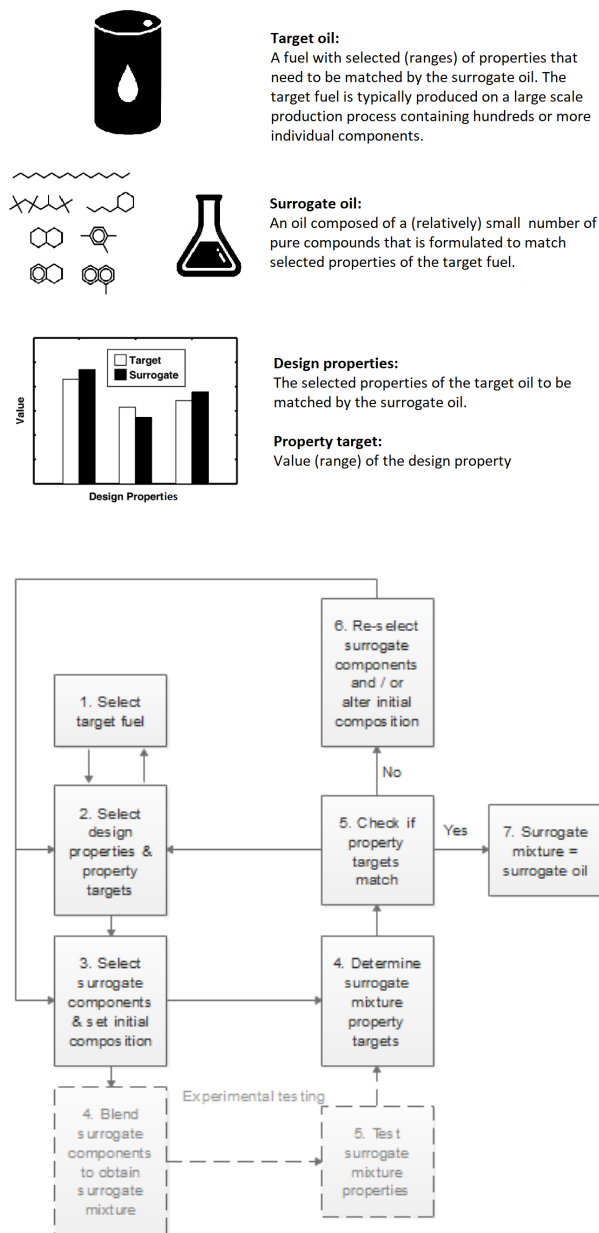 Target oil:
A fuel with selected (ranges) of properties that
need to be matched by the surrogate oil. The
target fuel is typically produced on a large scale
production process containing hundreds or more
individual components.
Surrogate oil:
An oil composed of a (relatively) small number of
pure compounds that is formulated to match
selected properties of the target fuel.
Target
Surrogate
Value
Design Properties
Design properties:
The selected properties of the target oil to be
matched by the surrogate oil.
Property target:
Value (range) of the design property
6. Re-select
surrogate
components
and / or
alter initial
composition
1. Select
target fuel
No
2. Select
design
properties &
property
targets
5. Check if
property
targets
match
Yes
7. Surrogate
mixture =
surrogate oil
3. Select
surrogate
components
& set initial
composition
4. Determine
surrogate
mixture
property
targets
Experimental testing
4. Blend
surrogate
components
to obtain
surrogate
mixture
5. Test
surrogate
mixture
properties